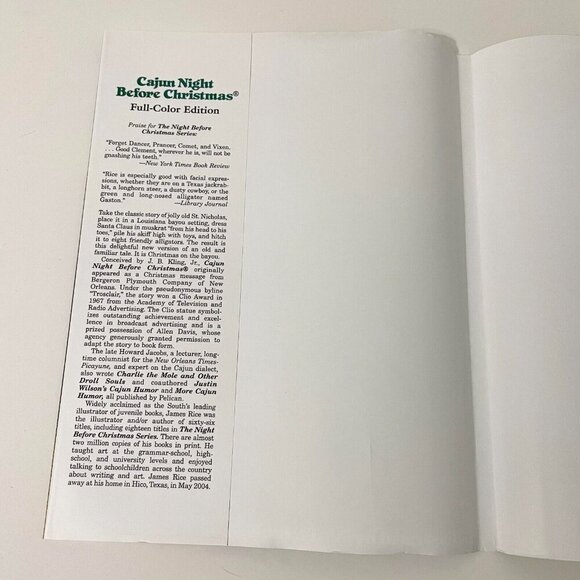 Cajun Night
Before Christmas®
Full-Color Edition
Praise for The Night Before
Christmas Series:
"Forget Dancer, Prancer, Comet, and Vixen.
. . . Good Clement, wherever he is, will not be
gnashing his teeth."
—New York Times Book Review
"Rice is especially good with facial expres-
sions, whether they are on a Texas jackrab-
bit, a longhorn steer, a dusty cowboy, or the
green and long-nosed alligator named
Gaston."
—Library Journal
Take the classic story of jolly old St. Nicholas,
place it in a Louisiana bayou setting, dress
Santa Claus in muskrat "from his head to his
toes," pile his skiff high with toys, and hitch
it to eight friendly alligators. The result is
this delightful new version of an old and
familiar tale. It is Christmas on the bayou.
Conceived by J. B. Kling, Jr., Cajun
Night Before Christmas® originally
appeared as a Christmas message from
Bergeron Plymouth Company of New
Orleans. Under the pseudonymous byline
"Trosclair," the story won a Clio Award in
1967 from the Academy of Television and
Radio Advertising. The Clio statue symbol-
izes outstanding achievement and excel-
lence in broadcast advertising and is a
prized possession of Allen Davis, whose
agency generously granted permission to
adapt the story to book form.
The late Howard Jacobs, a lecturer, long-
time columnist for the New Orleans Times-
Picayune, and expert on the Cajun dialect,
also wrote Charlie the Mole and Other
Droll Souls and coauthored Justin
Wilson's Cajun Humor and More Cajun
Humor, all published by Pelican.
Widely acclaimed as the South's leading
illustrator of juvenile books, James Rice was
the illustrator and/or author of sixty-six
titles, including eighteen titles in The Night
Before Christmas Series. There are almost
two million copies of his books in print. He
taught art at the grammar-school, high-
school, and university levels and enjoyed
talking to schoolchildren across the country
about writing and art. James Rice passed
away at his home in Hico, Texas, in May 2004.